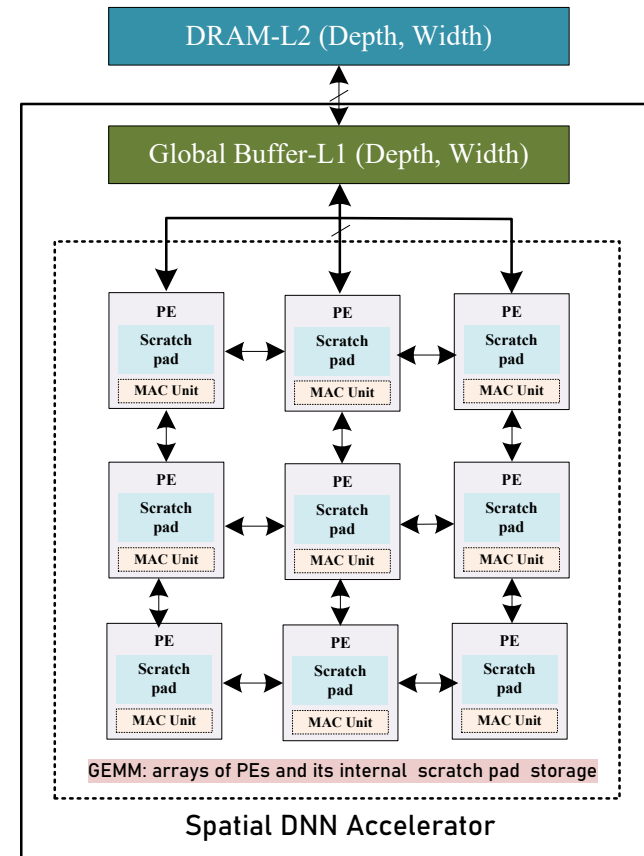 DRAM-L2 (Depth, Width)
Global Buffer-L1 (Depth, Width)
PE
Scratch
pad
MAC Unit
PE
Scratch
pad
MAC Unit
PE
Scratch
pad
MAC Unit
PE
Scratch
pad
MAC Unit
PE
Scratch
pad
MAC Unit
PE
Scratch
pad
MAC Unit
PE
Scratch
pad
MAC Unit
PE
Scratch
pad
MAC Unit
PE
Scratch
pad
MAC Unit
GEMM: arrays of PEs and its internal scratch pad storage
Spatial DNN Accelerator